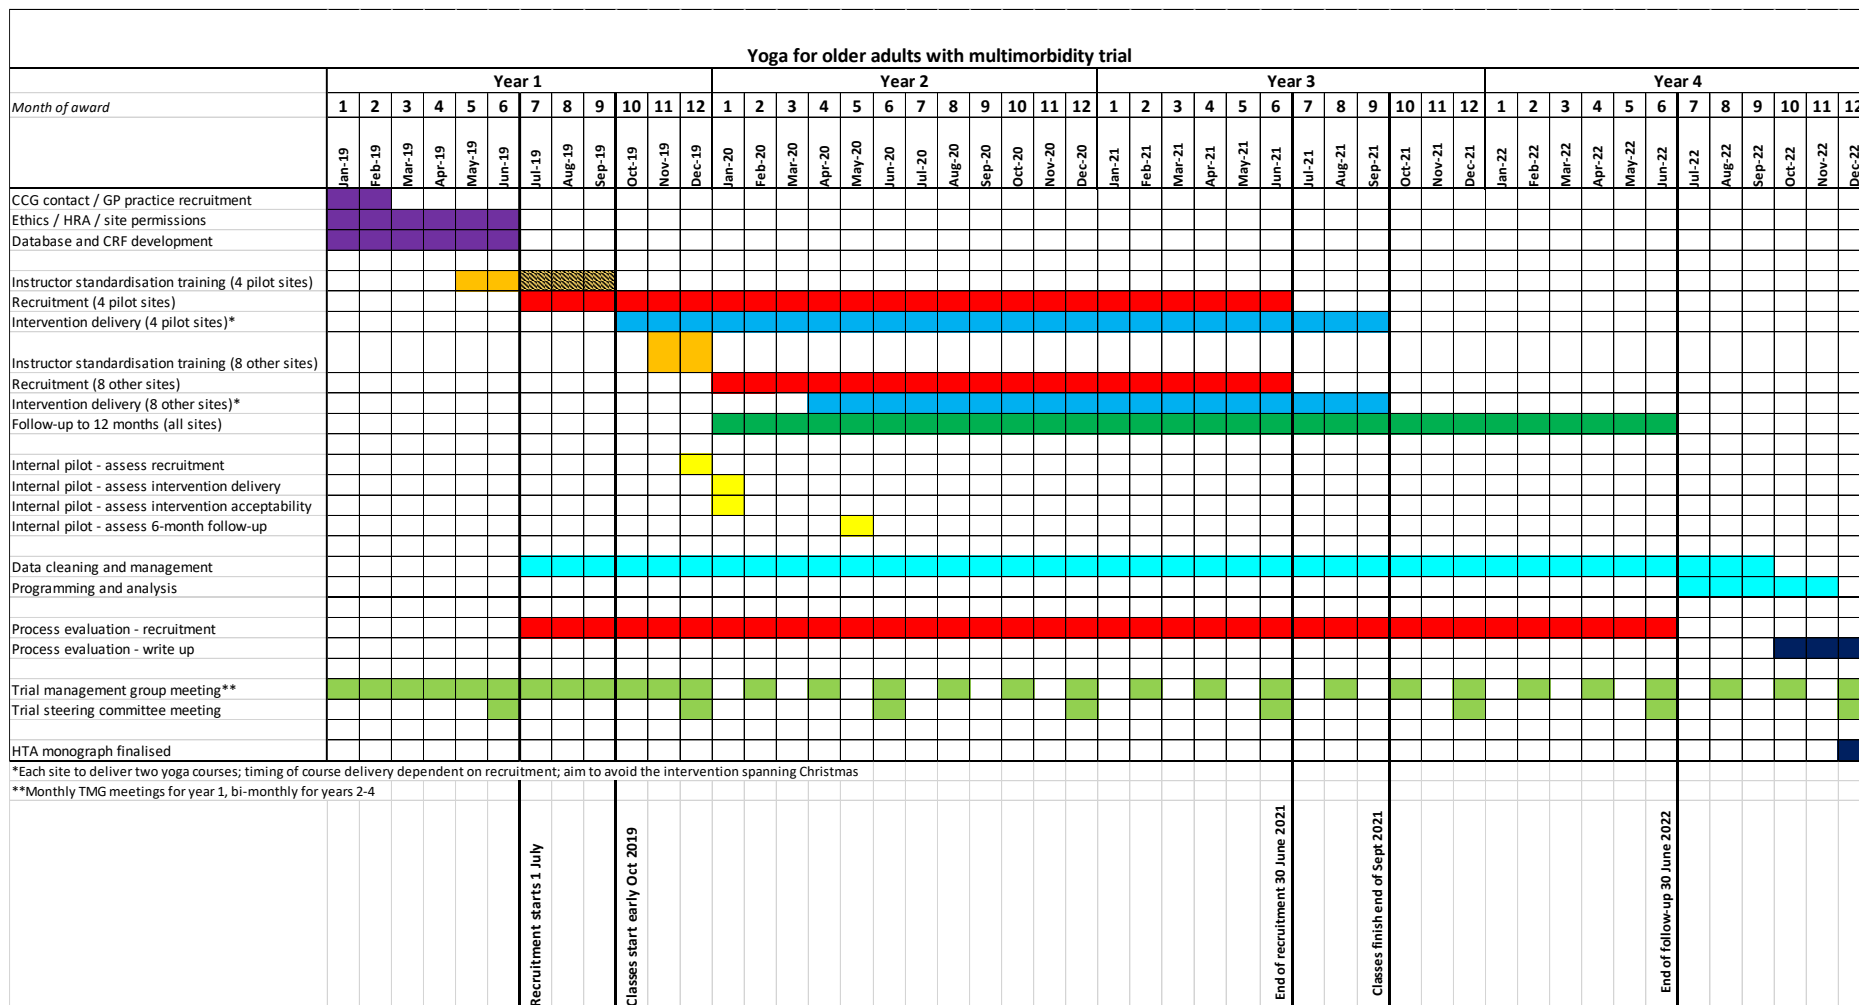 Yoga for older adults with multimorbidity trial
Year 1 Year 2 Year 3 Year 4
Month of award 1 2 3 4 5 6 7 8 9 10 11 12 1 2 3 4 5 6 7 8 9 10 11 12 1 2 3 4 5 6 7 8 9 10 11 12 1 2 3 4 5 6 7 8 9 10 11 12
Jan-19 Feb-19 Mar-19 Apr-19 May-19 Jun-19 Jul-19 Aug-19 Sep-19 Oct-19 Nov-19 Dec-19 Jan-20 Feb-20 Mar-20 Apr-20 May-20 Jun-20 Jul-20 Aug-20 Sep-20 Oct-20 Nov-20 Dec-20 Jan-21 Feb-21 Mar-21 Apr-21 May-21 Jun-21 Jul-21 Aug-21 Sep-21 Oct-21 Nov-21 Dec-21 Jan-22 Feb-22 Mar-22 Apr-22 May-22 Jun-22 Jul-22 Aug-22 Sep-22 Oct-22 Nov-22 Dec-22
CCG contact / GP practice recruitment
Ethics / HRA / site permissions
Database and CRF development
Instructor standardisation training (4 pilot sites)
Recruitment (4 pilot sites)
Intervention delivery (4 pilot sites)*
Instructor standardisation training (8 other sites)
Recruitment (8 other sites)
Intervention delivery (8 other sites)*
Follow-up to 12 months (all sites)
Internal pilot - assess recruitment
Internal pilot - assess intervention delivery
Internal pilot - assess intervention acceptability
Internal pilot - assess 6-month follow-up
Data cleaning and management
Programming and analysis
Process evaluation - recruitment
Process evaluation - write up
Trial management group meeting**
Trial steering committee meeting
HTA monograph finalised
*Each site to deliver two yoga courses; timing of course delivery dependent on recruitment; aim to avoid the intervention spanning Christmas
**Monthly TMG meetings for year 1, bi-monthly for years 2-4
Recruitment starts 1 July
Classes start early Oct 2019
End of recruitment 30 June 2021
Classes finish end of Sept 2021
End of follow-up 30 June 2022